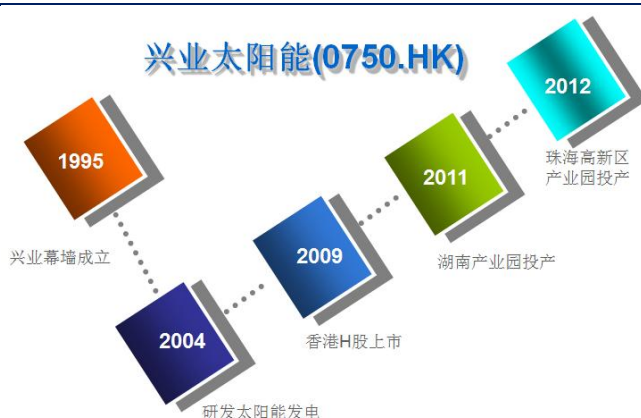 兴业太阳能(0750.HK)
1995
兴业幕墙成立
2004
研发太阳能发电
2009
香港H股上市
2011
湖南产业园投产
2012
珠海高新区
产业园投产